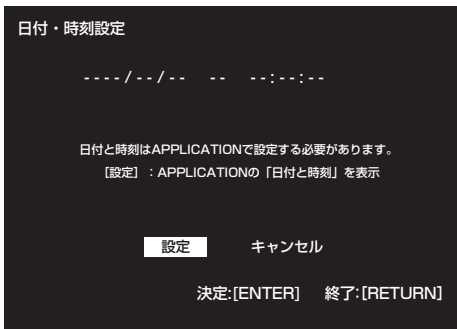 日付・時刻設定
----/--/-- -- --:--:--
日付と時刻はAPPLICATIONで設定する必要があります。
［設定］：APPLICATIONの「日付と時刻」を表示
設定 キャンセル
決定:[ENTER] 終了:[RETURN]